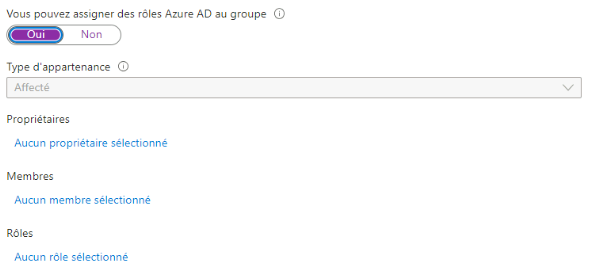 Vous pouvez assigner des rôles Azure AD au groupe
Oui Non
Type d'appartenance
Affecté
Propriétaires
Aucun propriétaire sélectionné
Membres
Aucun membre sélectionné
Rôles
Aucun rôle sélectionné